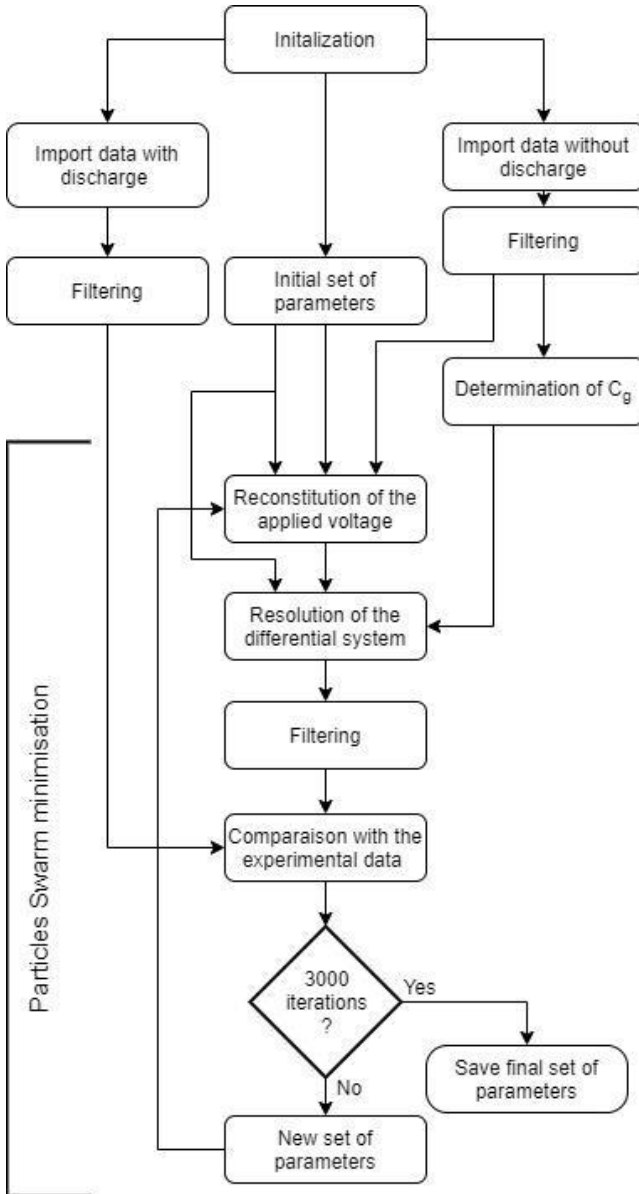 Initalization
Import data with
discharge
Import data without
discharge
Filtering
Filtering
Initial set of
parameters
Determination of Cg
Reconstitution of the
applied voltage
Resolution of the
differential system
Filtering
Particles Swarm minimisation
Comparaison with the
experimental data
3000
iterations
?
Yes
No
Save final set of
parameters
New set of
parameters